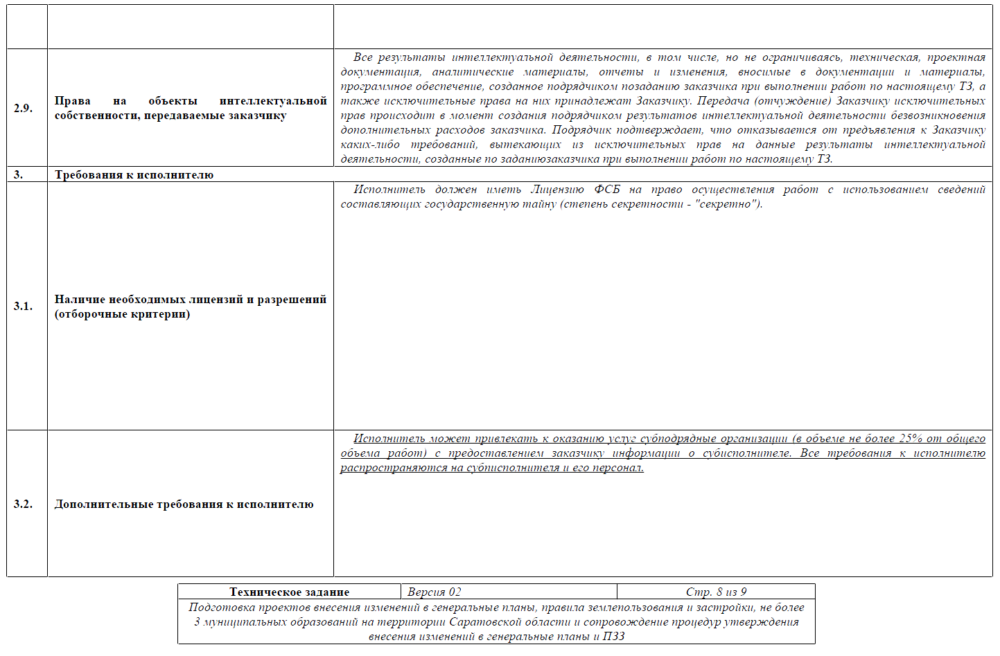 Все результаты интеллектуальной деятельности, в том числе, но не ограничиваясь, техническая, проектная
документация, аналитические материалы, отчеты и изменения, вносимые в документации и материалы,
программное обеспечение, созданное подрядчиком позаданию заказчика при выполнении работ по настоящему ТЗ, а
2.9.
Права на объекты интеллектуальной
собственности, передаваемые заказчику
также исключительные права на них принадлежат Заказчику. Передача (отчуждение) Заказчику исключительных
прав происходит в момент создания подрядчиком результатов интеллектуальной деятельности безвозникновения
дополнительных расходов заказчика. Подрядчик подтверждает, что отказывается от предъявления к Заказчику
каких-либо требований, вытекающих из исключительных прав на данные результаты интеллектуальной
деятельности, созданные по заданиюзаказчика при выполнении работ по настоящему ТЗ.
3. Требования к исполнителю
Исполнитель должен иметь Лицензию ФСБ на право осуществления работ с использованием сведений
составляющих государственную тайну (степень секретности - "секретно").
3.1.
Наличие необходимых лицензий и разрешений
(отборочные критерии)
Исполнитель может привлекать к оказанию услуг субподрядные организации (в объеме не более 25% от общего
объема работ) с предоставлением заказчику информации о субисполнителе. Все требования к исполнителю
распространяются на субписполнителя и его персонал.
3.2. Дополнительные требования к исполнителю
Техническое задание Версия 02 Стр. 8 из 9
Подготовка проектов внесения изменений в генеральные планы, правила землепользования и застройки, не более
3 муниципальных образований на территории Саратовской области и сопровождение процедур утверждения
внесения изменений в генеральные планы и ПЗЗ